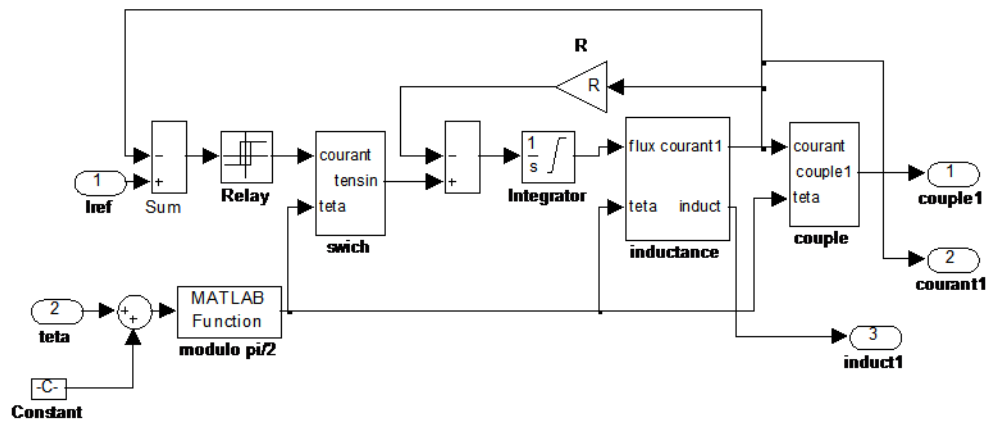 R
R
−
+
Sum
1
Iref
Relay
courant
tensin
teta
swich
−
+
1
s
Integrator
flux courant1
teta induct
inductance
courant
couple1
teta
couple
1
couple1
2
courant1
3
induct1
2
teta
+
+
MATLAB
Function
modulo pi/2
-C-
Constant